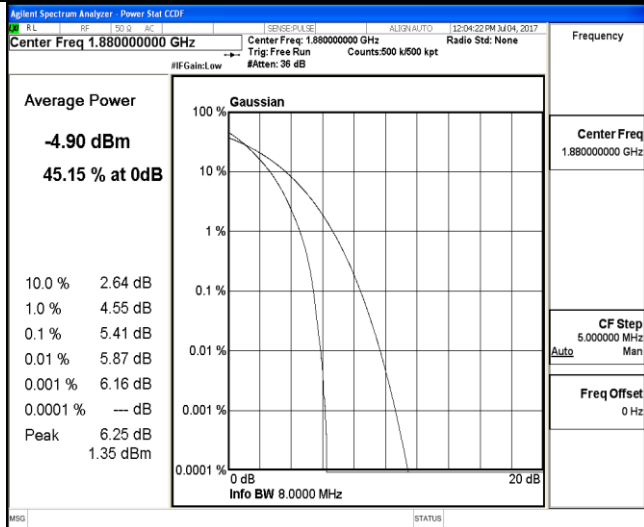 Agilent Spectrum Analyzer - Power Stat CCDF
RL RF 50 Ω AC SENSE:PULSE ALIGN AUTO 12:04:22 PM Jul 04, 2017
Center Freq 1.880000000 GHz
Center Freq: 1.880000000 GHz
Radio Std: None
Trig: Free Run Counts:500 k/500 kpt
#IFGain:Low
#Atten: 36 dB
Frequency
Average Power
-4.90 dBm
45.15 % at 0dB
10.0 % 2.64 dB
1.0 % 4.55 dB
0.1 % 5.41 dB
0.01 % 5.87 dB
0.001 % 6.16 dB
0.0001 % --- dB
Peak 6.25 dB
1.35 dBm
Gaussian
100 %
10 %
1 %
0.1 %
0.01 %
0.001 %
0.0001 %
0 dB 20 dB
Info BW 8.0000 MHz
Center Freq
1.880000000 GHz
CF Step
5.000000 MHz
Auto Man
Freq Offset
0 Hz
MSG STATUS